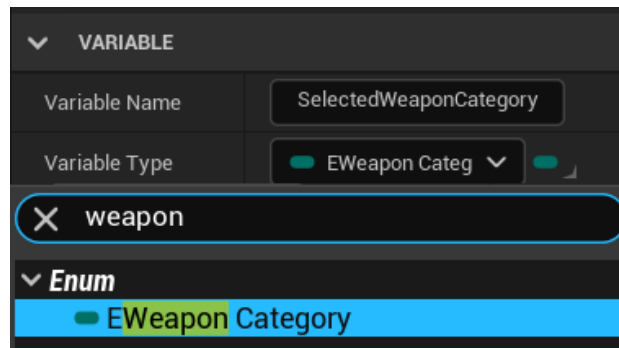 VARIABLE
Variable Name SelectedWeaponCategory
Variable Type EWeapon Categ
weapon
Enum
EWeapon Category